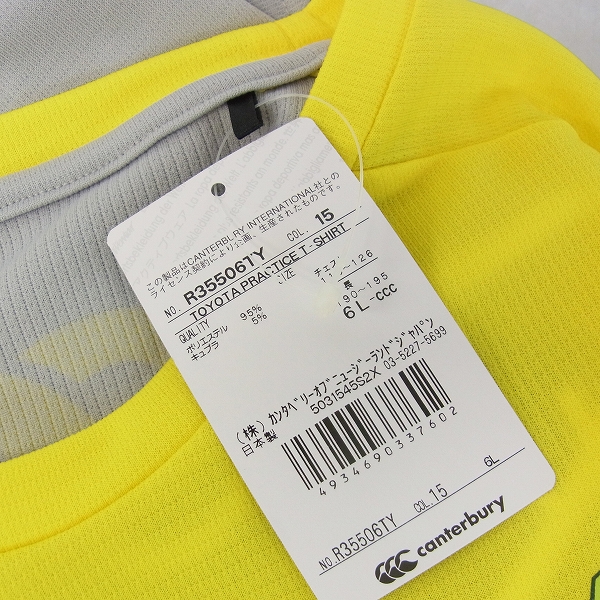 この製品はCANTERBURY INTERNATIONAL社との
ライセンス契約により企画、生産されたものです。
NO. R35506TY COL. 15
TOYOTA PRACTICE T-SHIRT
QUALITY SIZE
ポリエステル 95% チェスト
キュプラ 5% 126
190～195
6L-CCC
(株)カンタベリーオブニュージーランドジャパン
日本製 5031545S2X 03-5227-5699
4934690337602
NO. R35506TY COL. 15 6L
canterbury